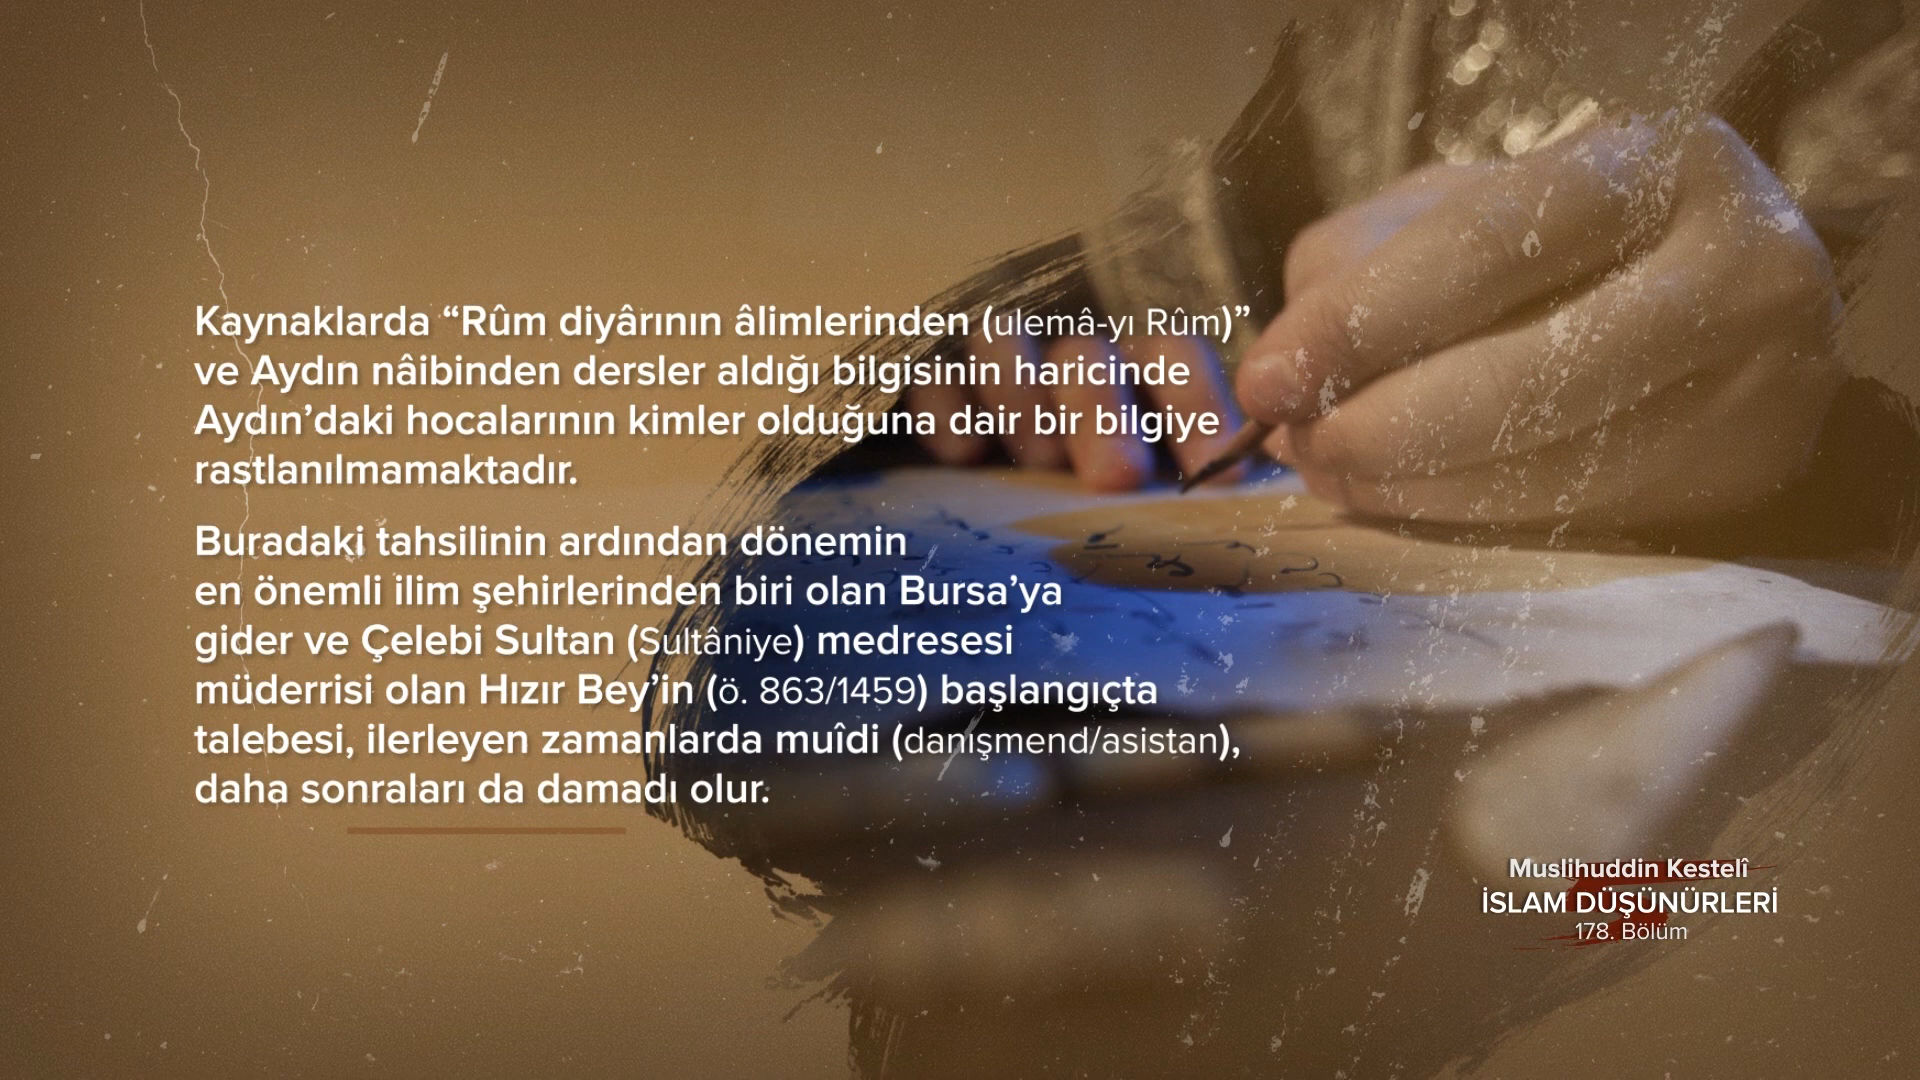 Kaynaklarda “Rûm diyârının âlimlerinden (ulemâ-yı Rûm)”
ve Aydın nâibinden dersler aldığı bilgisinin haricinde
Aydın’daki hocalarının kimler olduğuna dair bir bilgiye
rastlanılmamaktadır.
Buradaki tahsilinin ardından dönemin
en önemli ilim şehirlerinden biri olan Bursa’ya
gider ve Çelebi Sultan (Sultâniye) medresesi
müderrisi olan Hızır Bey’in (ö. 863/1459) başlangıçta
talebesi, ilerleyen zamanlarda muîdi (danışmend/asistan),
daha sonraları da damadı olur.
Muslihuddin Kestelî
İSLAM DÜŞÜNÜRLERİ
178. Bölüm